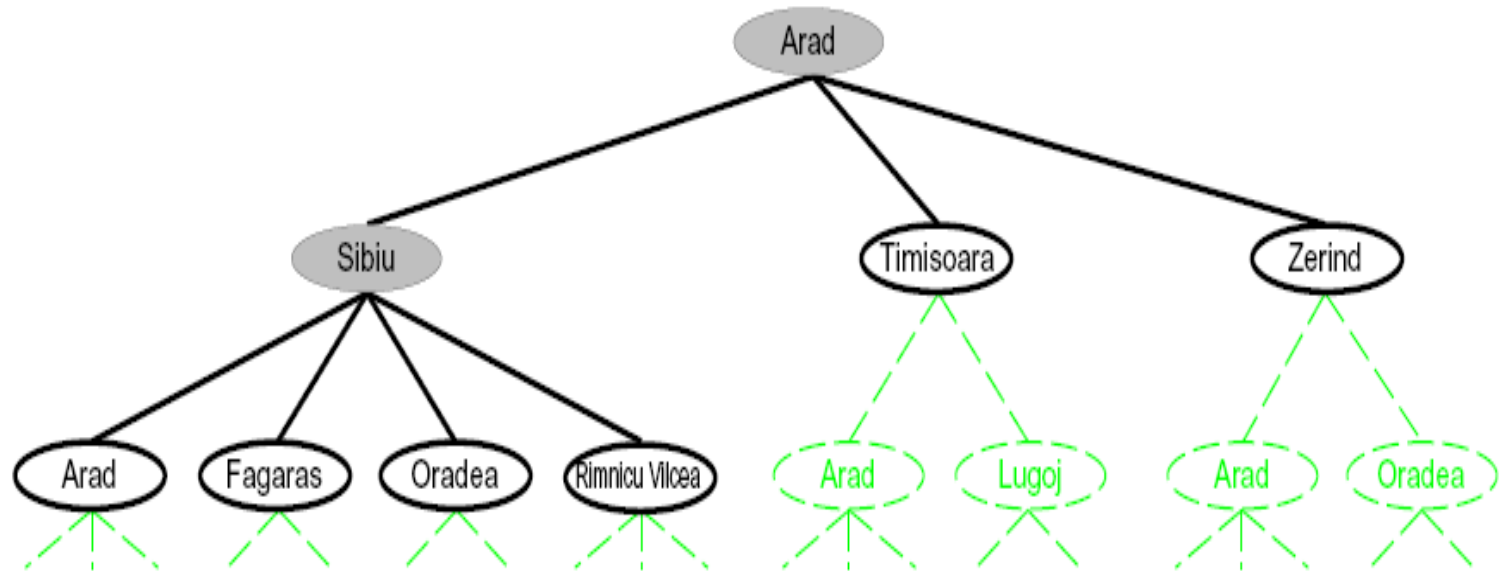 Arad
Sibiu
Timisoara
Zerind
Arad
Fagaras
Oradea
Rimnicu Vilcea
Arad
Lugoj
Arad
Oradea